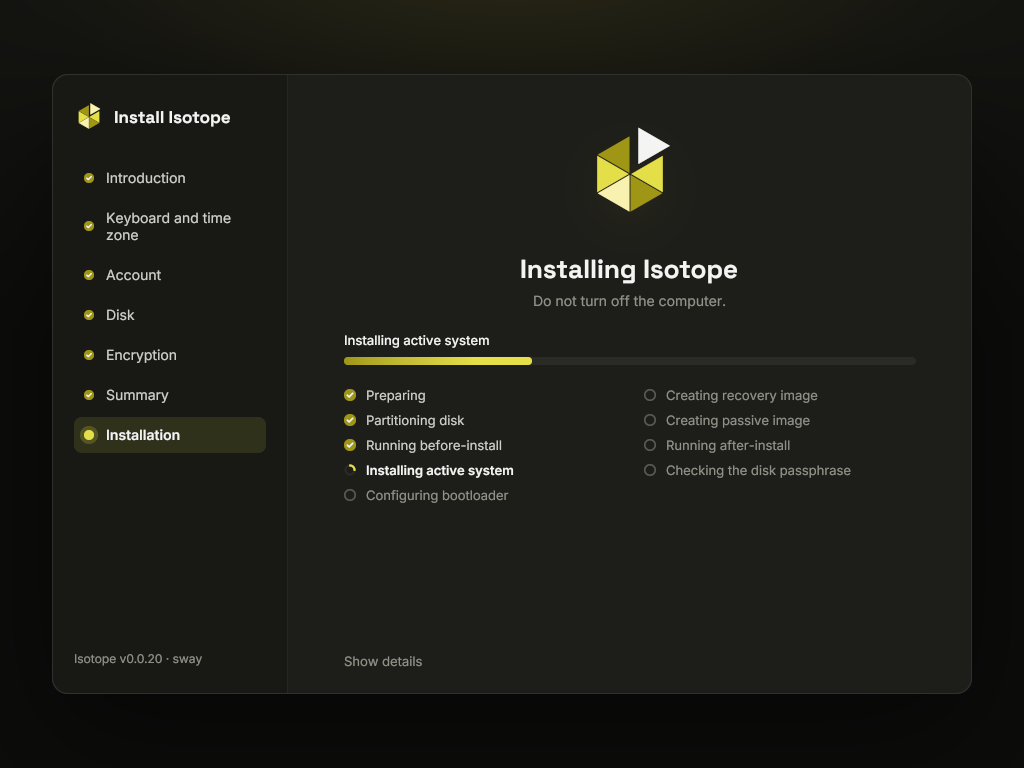 Install Isotope
Introduction
Keyboard and time
zone
Account
Disk
Encryption
Summary
Installation
Isotope v0.0.20 · sway
Installing Isotope
Do not turn off the computer.
Installing active system
Preparing
Partitioning disk
Running before-install
Installing active system
Configuring bootloader
Creating recovery image
Creating passive image
Running after-install
Checking the disk passphrase
Show details